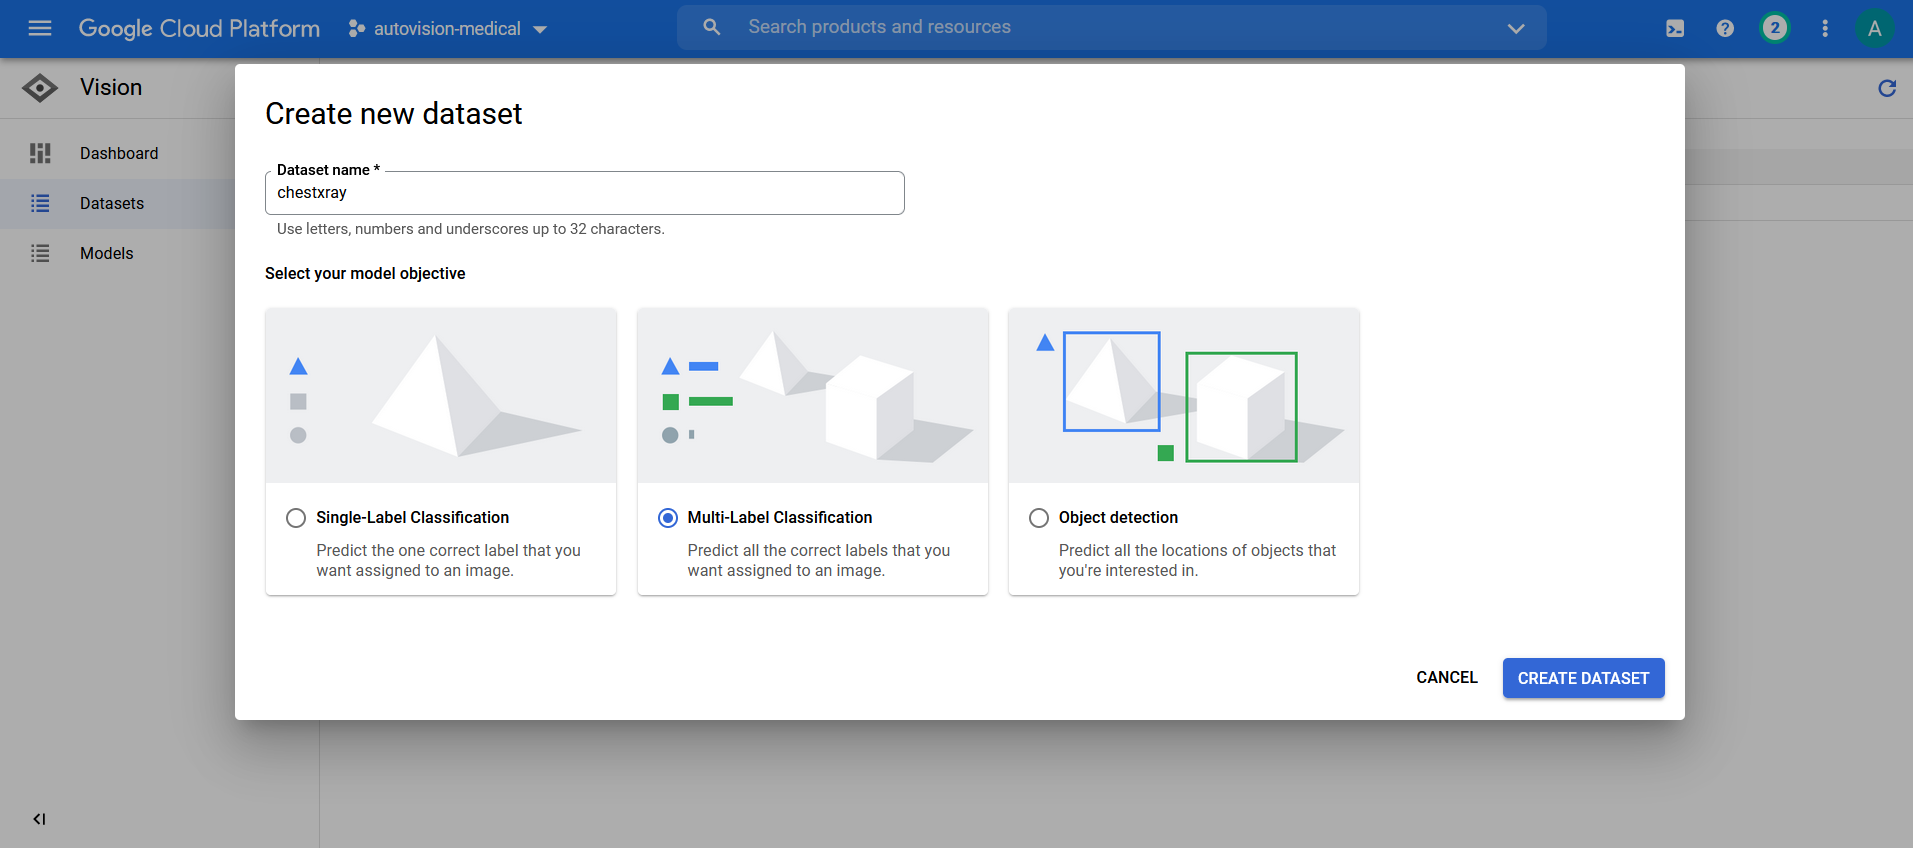 Google Cloud Platform
autovision-medical
Search products and resources
2
A
Vision
Dashboard
Datasets
Models
Create new dataset
Dataset name *
chestxray
Use letters, numbers and underscores up to 32 characters.
Select your model objective
Single-Label Classification
Predict the one correct label that you
want assigned to an image.
Multi-Label Classification
Predict all the correct labels that you
want assigned to an image.
Object detection
Predict all the locations of objects that
you're interested in.
CANCEL
CREATE DATASET